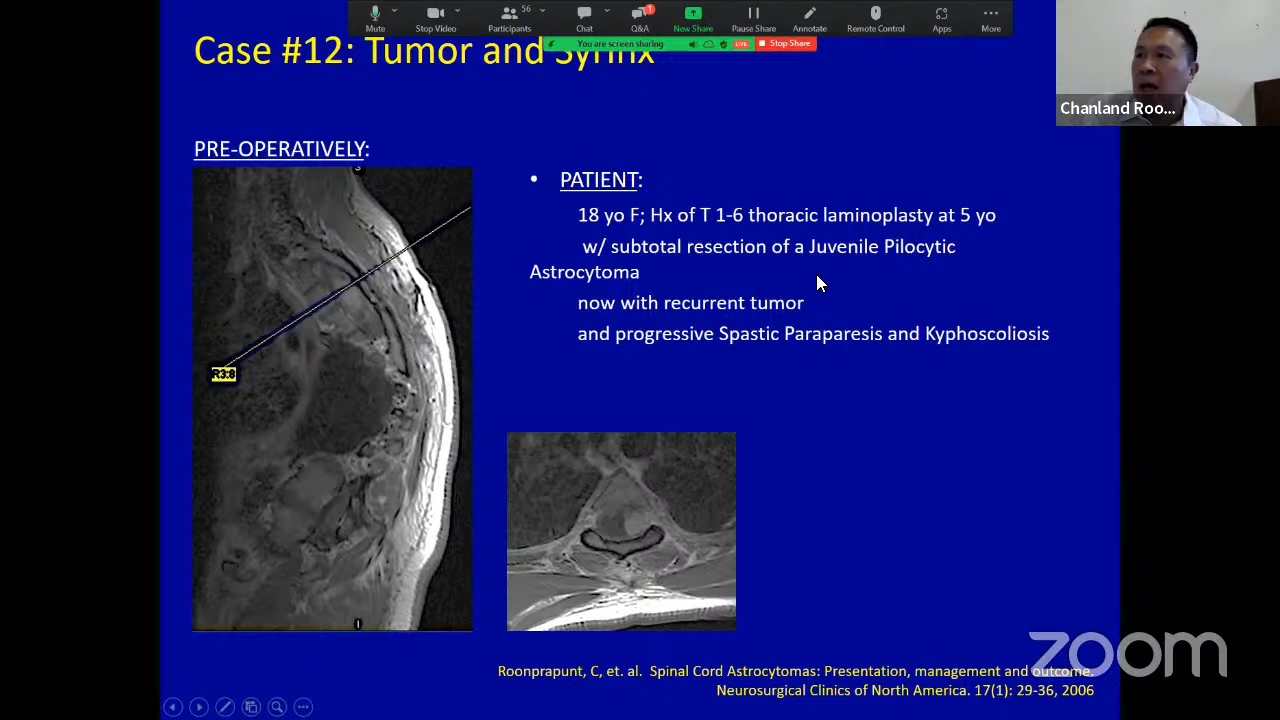 56
1
Mute
Stop Video
Participants
Chat
Q&A
New Share
Pause Share
Annotate
Remote Control
Apps
More
You are screen sharing
LIVE
Stop Share
Case #12: Tumor and Syrinx
Chanland Roo...
PRE-OPERATIVELY:
• PATIENT:
18 yo F; Hx of T 1-6 thoracic laminoplasty at 5 yo
w/ subtotal resection of a Juvenile Pilocytic
Astrocytoma
now with recurrent tumor
and progressive Spastic Paraparesis and Kyphoscoliosis
I
zoom
Roonprapunt, C, et. al. Spinal Cord Astrocytomas: Presentation, management and outcome.
Neurosurgical Clinics of North America. 17(1): 29-36, 2006